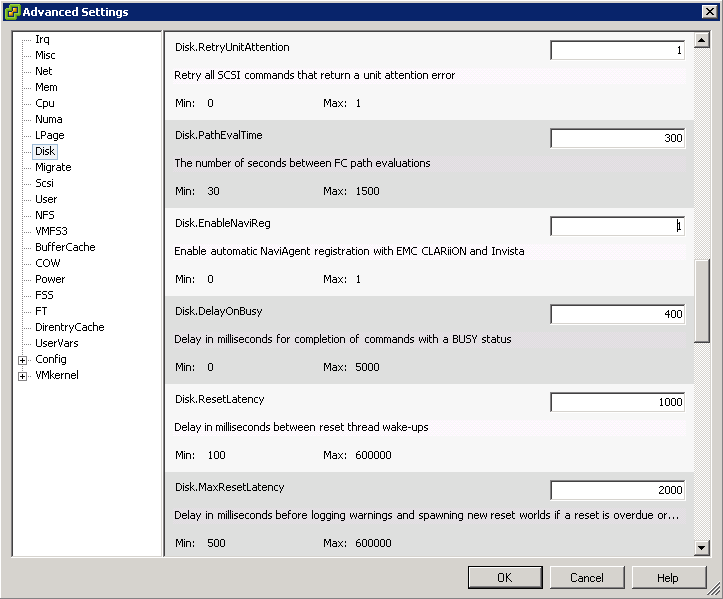 Advanced Settings
Irq
Misc
Net
Mem
Cpu
Numa
LPage
Disk
Migrate
Scsi
User
NFS
VMFS3
BufferCache
COW
Power
FSS
FT
DirentryCache
UserVars
Config
VMkernel
Disk.RetryUnitAttention 1
Retry all SCSI commands that return a unit attention error
Min: 0 Max: 1
Disk.PathEvalTime 300
The number of seconds between FC path evaluations
Min: 30 Max: 1500
Disk.EnableNaviReg 1
Enable automatic NaviAgent registration with EMC CLARiiON and Invista
Min: 0 Max: 1
Disk.DelayOnBusy 400
Delay in milliseconds for completion of commands with a BUSY status
Min: 0 Max: 5000
Disk.ResetLatency 1000
Delay in milliseconds between reset thread wake-ups
Min: 100 Max: 600000
Disk.MaxResetLatency 2000
Delay in milliseconds before logging warnings and spawning new reset worlds if a reset is overdue or...
Min: 500 Max: 600000
OK Cancel Help